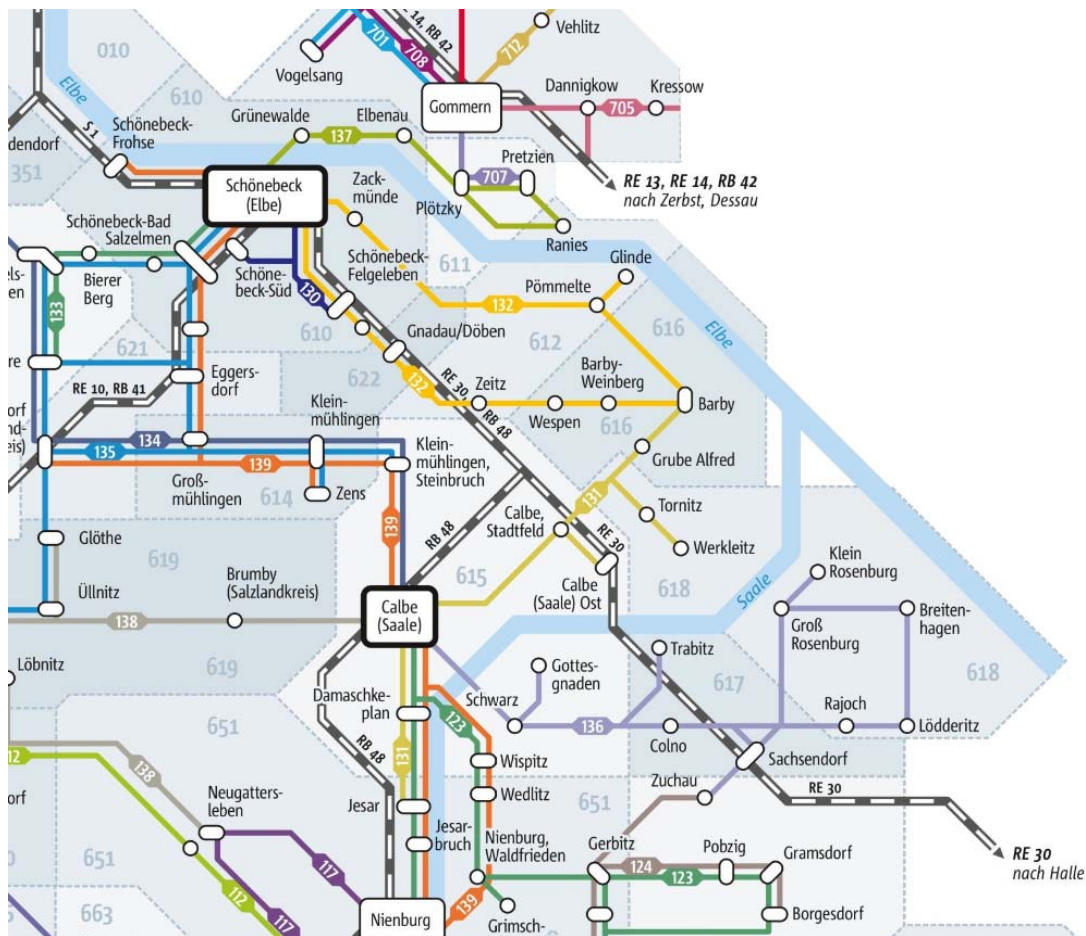 14, RB 42
701
708
712
Vehlitz
010
Vogelsang
Dannigkow
Kressow
Elbe
610
Gommern
705
Grünewalde
Elbenau
Schönebeck-
Frohse
S 1
137
dendorf
Pretzien
351
707
RE 13, RE 14, RB 42
nach Zerbst, Dessau
Schönebeck
(Elbe)
Zack-
münde
Plötzky
Schönebeck-Bad
Salzelmen
Ranies
Schönebeck-
Felgeleben
Glinde
611
els-
en
Bierer
Berg
Schöne-
beck-Süd
Pömmelte
130
132
133
610
Gnadau/Döben
612
616
Elbe
621
re
RE 10, RB 41
Eggers-
dorf
622
132
RE 30,
RB 48
Zeitz
Barby-
Weinberg
Barby
Klein-
mühlingen
Wespen
616
orf
nd-
eis)
134
135
139
Klein-
mühlingen,
Steinbruch
Grube Alfred
Groß-
mühlingen
614
Zens
131
Tornitz
Calbe,
Stadtfeld
139
RB 48
RE 30
Werkleitz
Glöthe
619
Klein
Rosenburg
Brumby
(Salzlandkreis)
615
Calbe
(Saale) Ost
618
Saale
Üllnitz
138
Calbe
(Saale)
Groß
Rosenburg
Breiten-
hagen
Trabitz
Löbnitz
619
Gottes-
gnaden
617
618
Damaschke-
plan
Schwarz
651
123
136
Colno
Rajoch
Lödderitz
12
138
RB 48
131
Wispitz
Sachsendorf
orf
Neugatters-
leben
Jesar
Wedlitz
Zuchau
RE 30
651
Jesar-
bruch
Nienburg,
Waldfrieden
Gerbitz
Pobzig
Gramsdorf
RE 30
nach Halle
651
117
124
123
112
663
117
Nienburg
139
Grimsch-
Borgesdorf